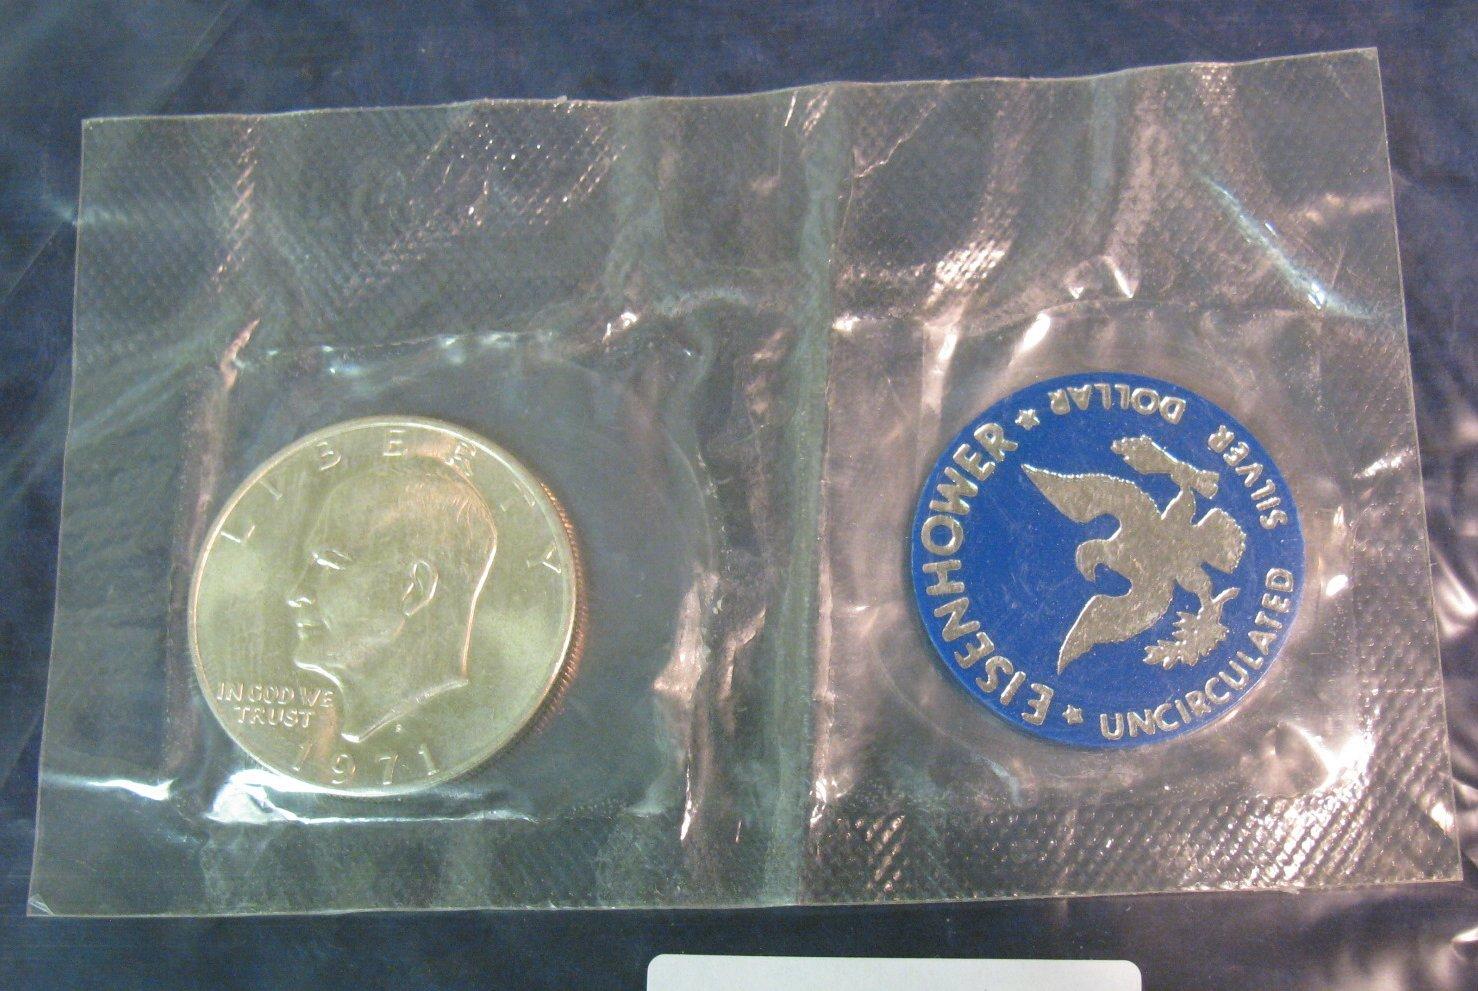 LIBERTY
IN GOD WE
TRUST
S
1971
EISENHOWER
UNCIRCULATED SILVER DOLLAR